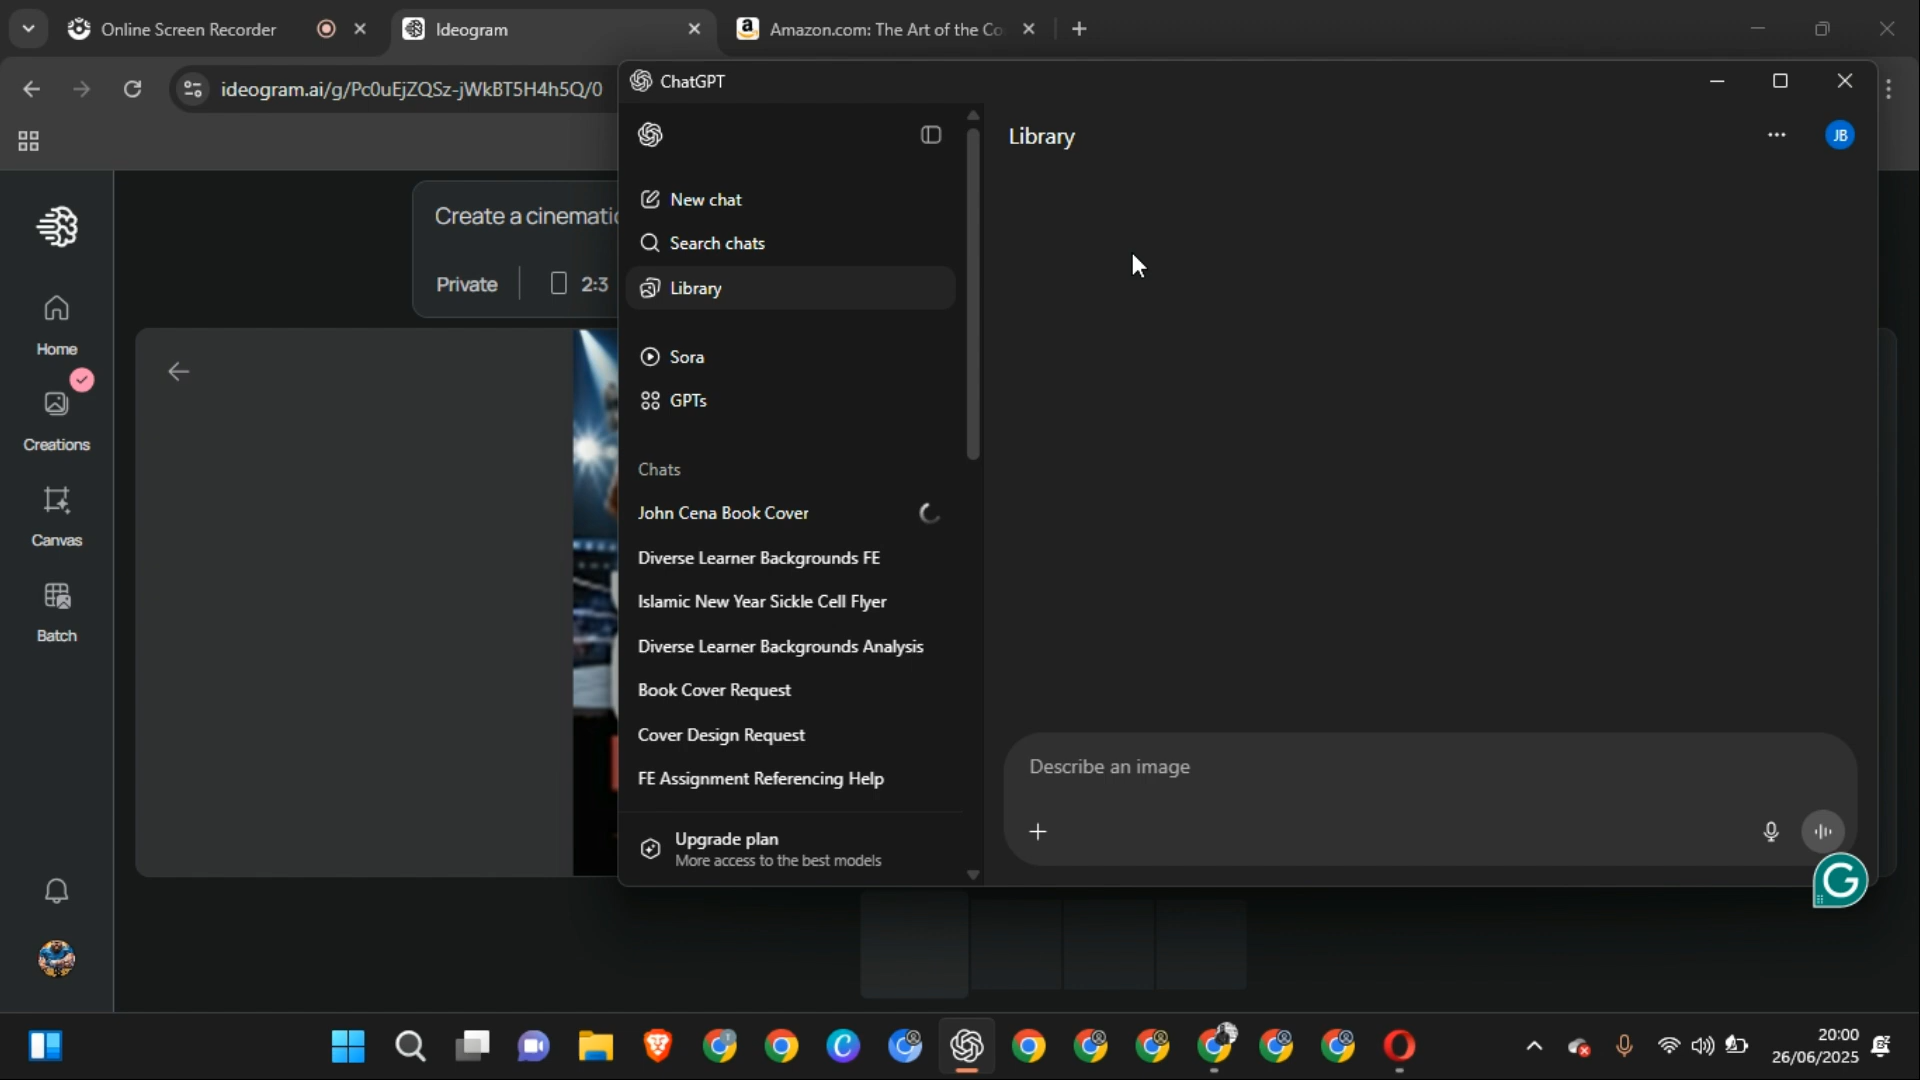 Online Screen Recorder
Ideogram
Amazon.com: The Art of the Co
ideogram.ai/g/Pc0uEjZQSz-jWkBT5H4h5Q/0
ChatGPT
Library
JB
New chat
Search chats
Library
Sora
GPTs
Chats
John Cena Book Cover
Diverse Learner Backgrounds FE
Islamic New Year Sickle Cell Flyer
Diverse Learner Backgrounds Analysis
Book Cover Request
Cover Design Request
FE Assignment Referencing Help
Upgrade plan
More access to the best models
Describe an image
Create a cinematic
Private
2:3
Home
Creations
Canvas
Batch
20:00
26/06/2025